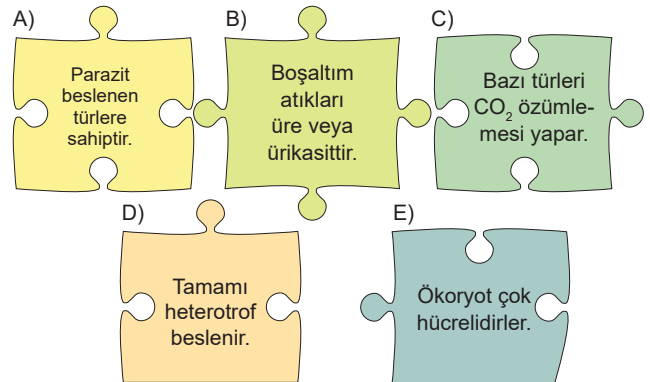 A)
Parazit
beslenen
türlere
sahiptir.
B)
Boşaltım
atıkları
üre veya
ürikasittir.
C)
Bazı türleri
CO₂ özümle-
mesi yapar.
D)
Tamamı
heterotrof
beslenir.
E)
Ökoryot çok
hücrelidirler.